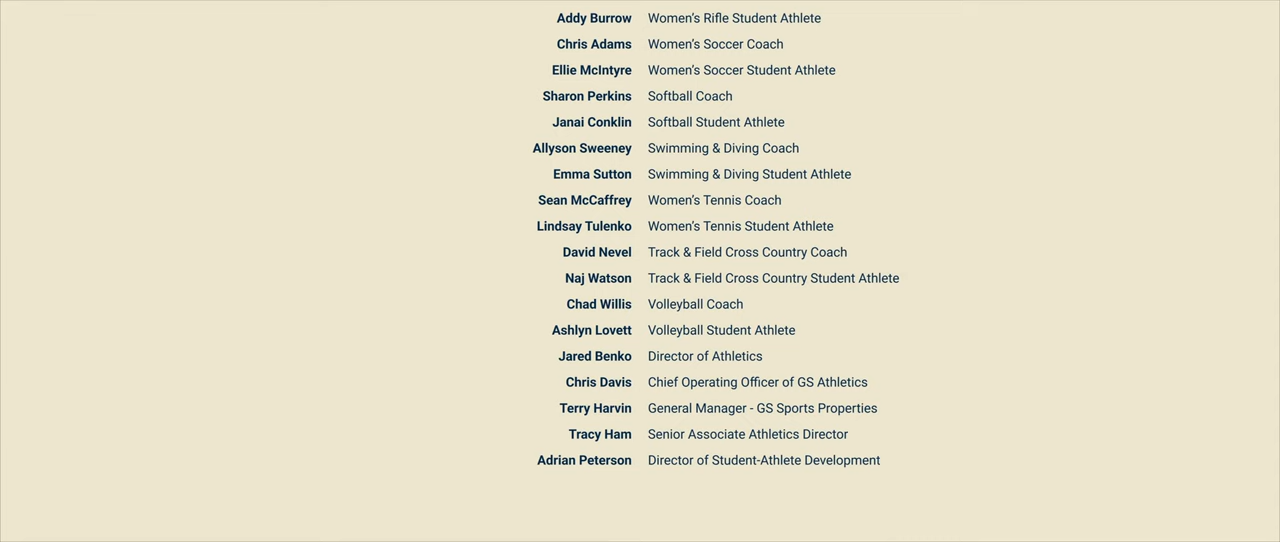 Addy Burrow Women’s Rifle Student Athlete
Chris Adams Women’s Soccer Coach
Ellie McIntyre Women’s Soccer Student Athlete
Sharon Perkins Softball Coach
Janai Conklin Softball Student Athlete
Allyson Sweeney Swimming & Diving Coach
Emma Sutton Swimming & Diving Student Athlete
Sean McCaffrey Women’s Tennis Coach
Lindsay Tulenko Women’s Tennis Student Athlete
David Nevel Track & Field Cross Country Coach
Naj Watson Track & Field Cross Country Student Athlete
Chad Willis Volleyball Coach
Ashlyn Lovett Volleyball Student Athlete
Jared Benko Director of Athletics
Chris Davis Chief Operating Officer of GS Athletics
Terry Harvin General Manager - GS Sports Properties
Tracy Ham Senior Associate Athletics Director
Adrian Peterson Director of Student-Athlete Development